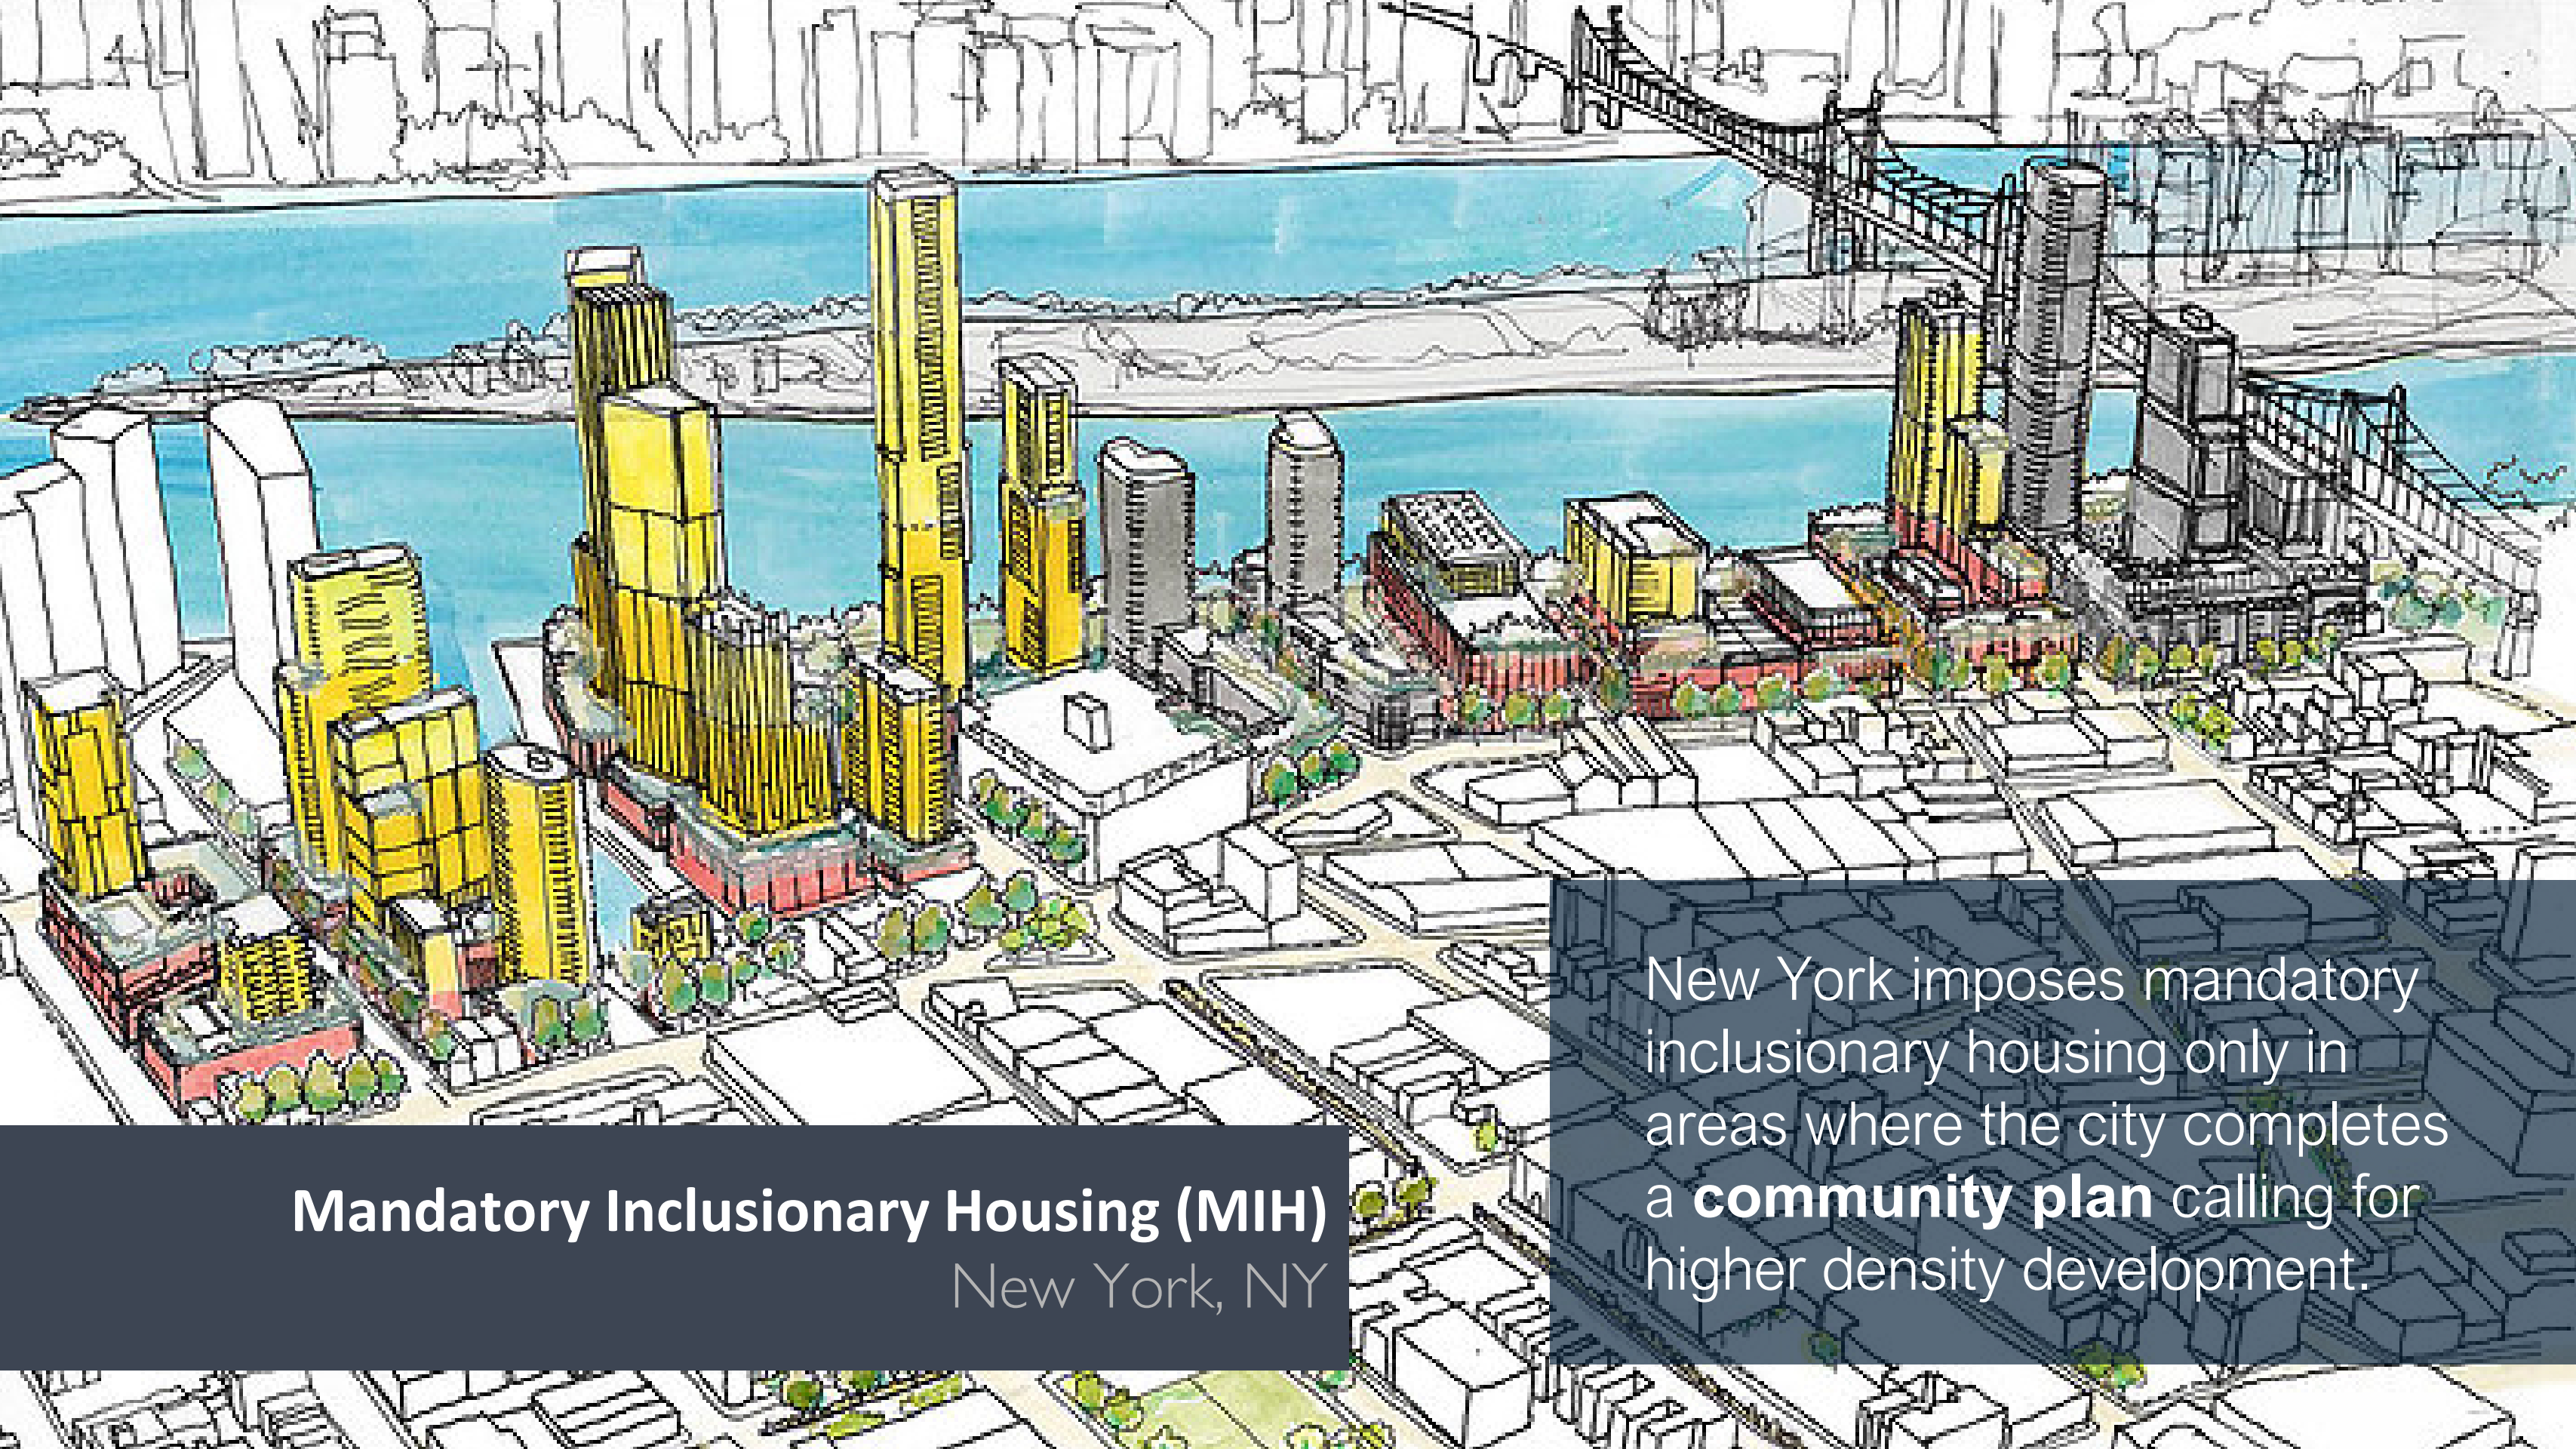 Mandatory Inclusionary Housing (MIH)
New York, NY
New York imposes mandatory
inclusionary housing only in
areas where the city completes
a community plan calling for
higher density development.